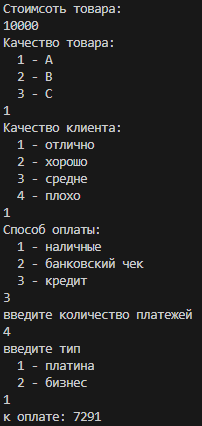 Стоимсоть товара:
10000
Качество товара:
1 - A
2 - B
3 - C
1
Качество клиента:
1 - отлично
2 - хорошо
3 - средне
4 - плохо
1
Способ оплаты:
1 - наличные
2 - банковский чек
3 - кредит
3
введите количество платежей
4
введите тип
1 - платина
2 - бизнес
1
к оплате: 7291